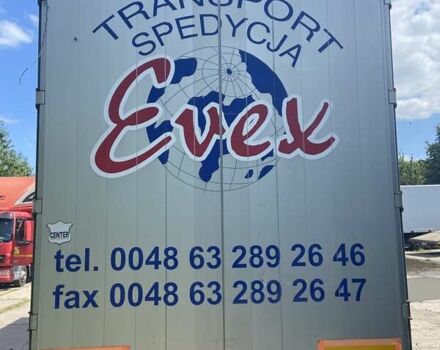 TRANSPORT
SPEDYCJA
Evex
CENTER
tel. 0048 63 289 26 46
fax 0048 63 289 26 47